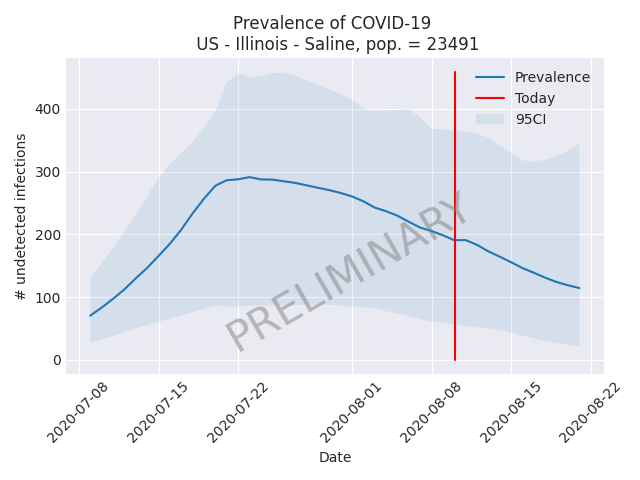 Prevalence of COVID-19
US - Illinois - Saline, pop. = 23491
Prevalence
Today
95CI
400
300
200
100
0
# undetected infections
PRELIMINARY
2020-07-08
2020-07-15
2020-07-22
2020-08-01
2020-08-08
2020-08-15
2020-08-22
Date